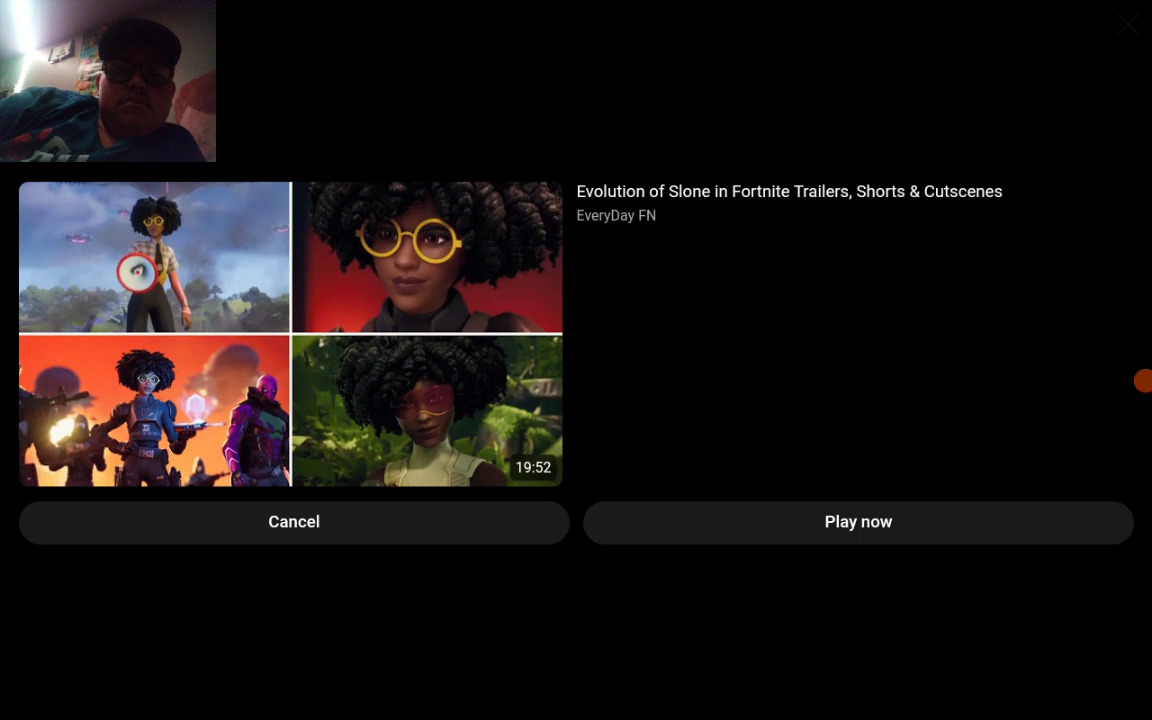 Evolution of Slone in Fortnite Trailers, Shorts & Cutscenes
EveryDay FN
19:52
Cancel
Play now